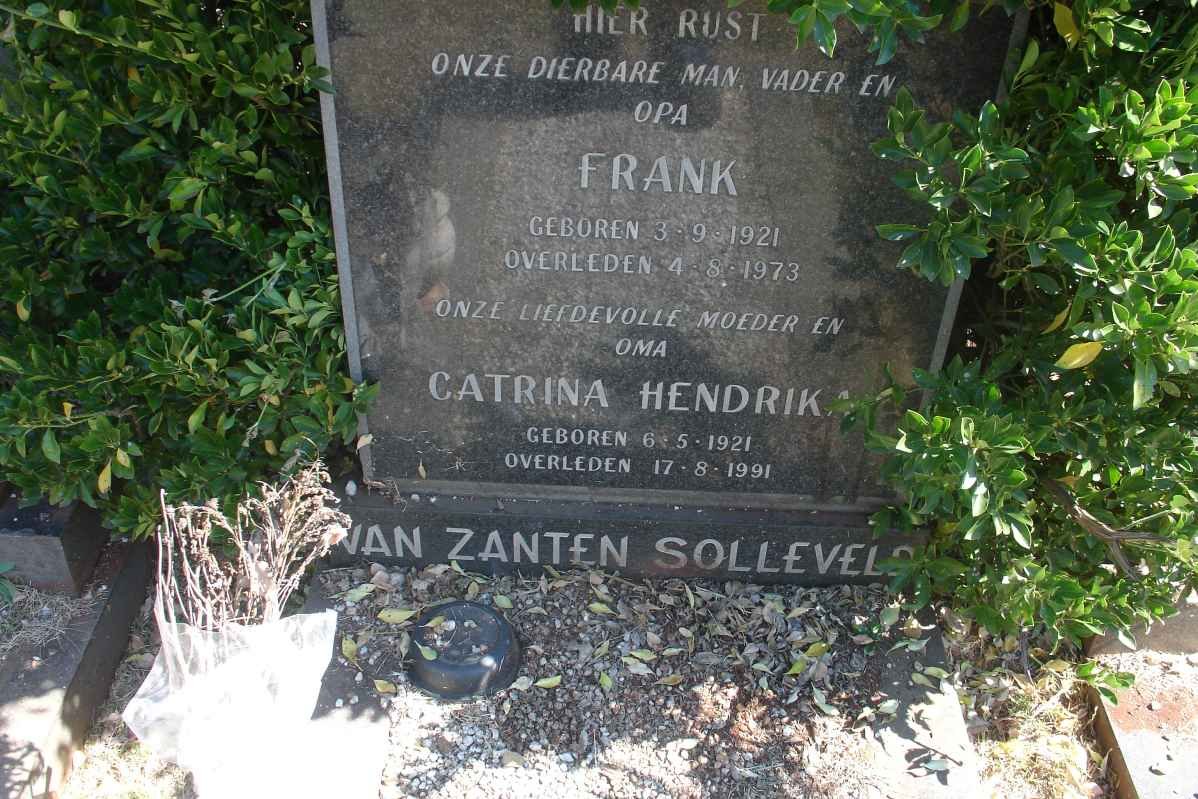 HIER RUST
ONZE DIERBARE MAN, VADER EN
OPA
FRANK
GEBOREN 3·9·1921
OVERLEDEN 4·8·1973
ONZE LIEFDEVOLLE MOEDER EN
OMA
CATRINA HENDRIKA
GEBOREN 6·5·1921
OVERLEDEN 17·8·1991
VAN ZANTEN SOLLEVELD